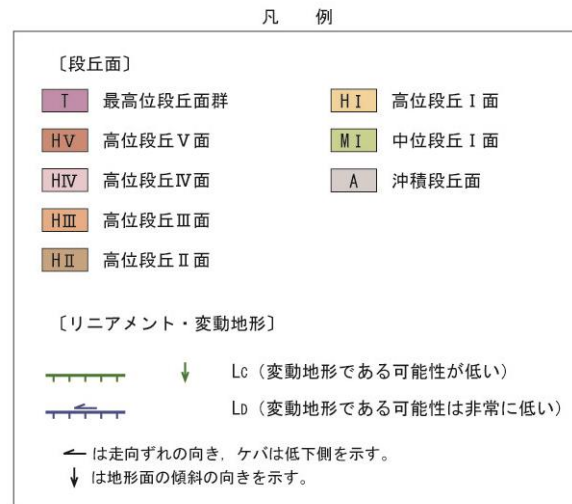 凡 例
〔段丘面〕
T 最高位段丘面群
HⅤ 高位段丘Ⅴ面
HⅣ 高位段丘Ⅳ面
HⅢ 高位段丘Ⅲ面
HⅡ 高位段丘Ⅱ面
HⅠ 高位段丘Ⅰ面
MⅠ 中位段丘Ⅰ面
A 沖積段丘面
〔リニアメント・変動地形〕
LC（変動地形である可能性が低い）
LD（変動地形である可能性は非常に低い）
は走向ずれの向き，ケバは低下側を示す。
は地形面の傾斜の向きを示す。